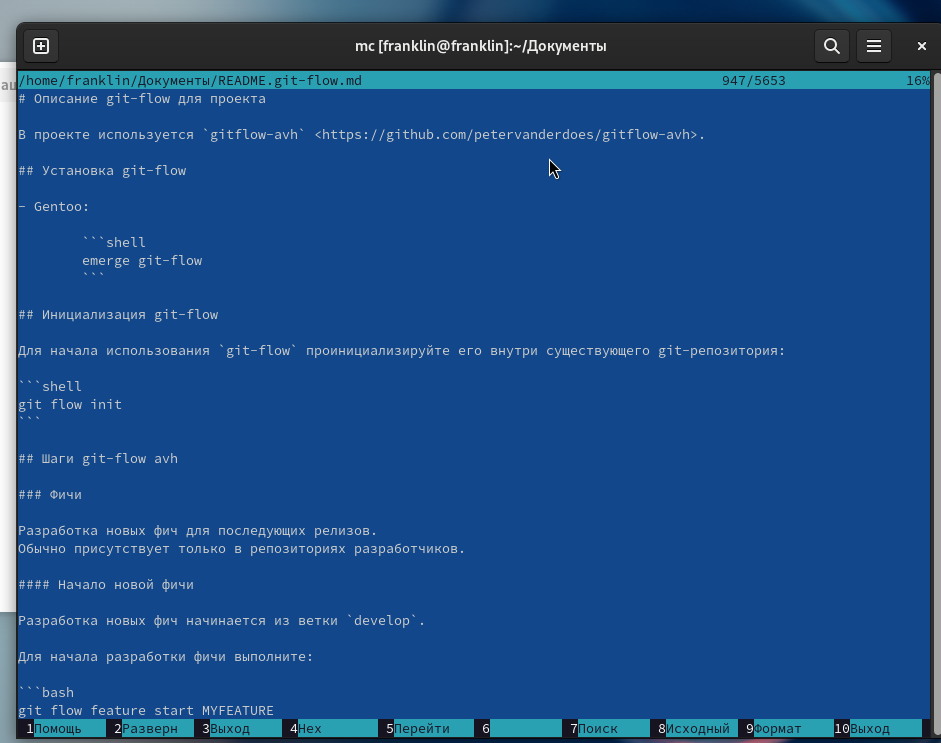 mc [franklin@franklin]:~/Документы
/home/franklin/Документы/README.git-flow.md 947/5653 16%
# Описание git-flow для проекта
В проекте используется `gitflow-avh` <https://github.com/petervanderdoes/gitflow-avh>.
## Установка git-flow
- Gentoo:
```shell
emerge git-flow
```
## Инициализация git-flow
Для начала использования `git-flow` проинициализируйте его внутри существующего git-репозитория:
```shell
git flow init
```
## Шаги git-flow avh
### Фичи
Разработка новых фич для последующих релизов.
Обычно присутствует только в репозиториях разработчиков.
#### Начало новой фичи
Разработка новых фич начинается из ветки `develop`.
Для начала разработки фичи выполните:
```bash
git flow feature start MYFEATURE
1Помощь 2Разверн 3Выход 4Hex 5Перейти 6 7Поиск 8Исходный 9Формат 10Выход